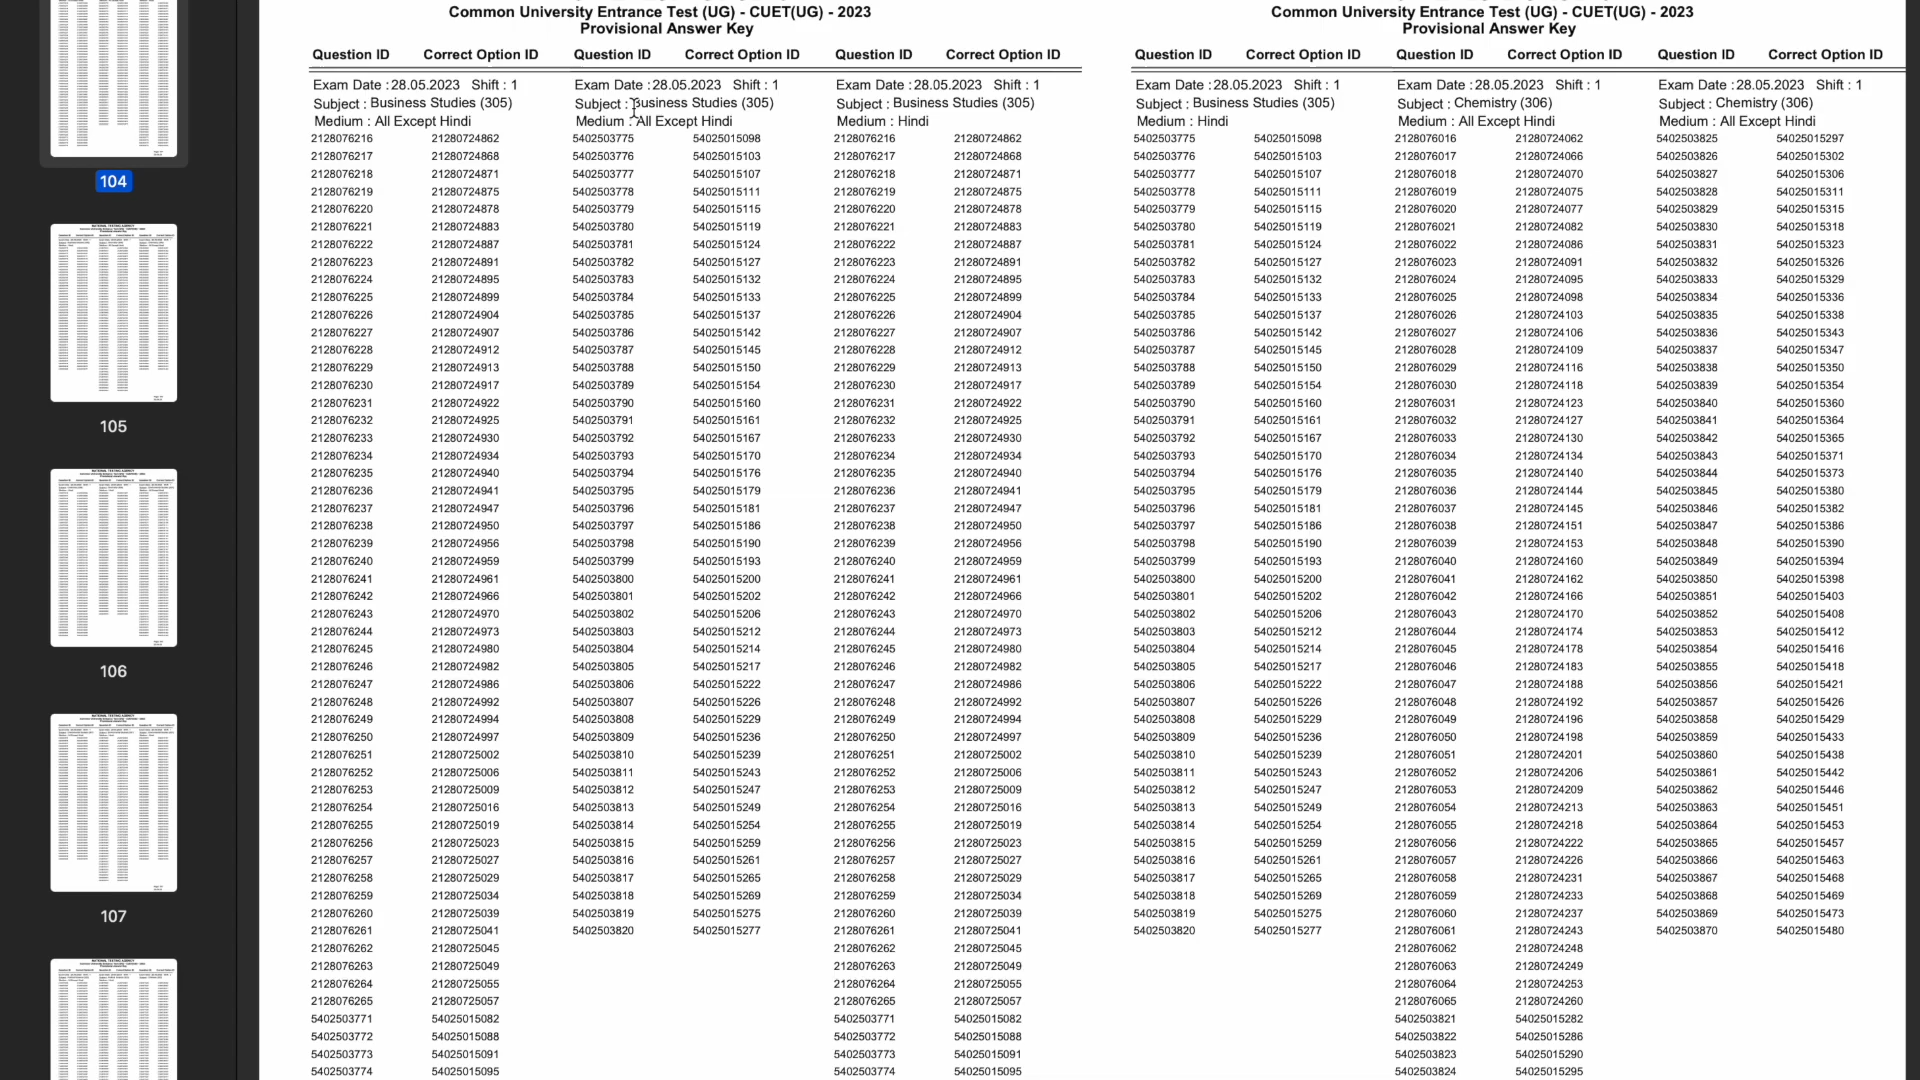 104
105
106
107
Common University Entrance Test (UG) - CUET(UG) - 2023
Provisional Answer Key
Question ID Correct Option ID Question ID Correct Option ID Question ID Correct Option ID
Exam Date :28.05.2023 Shift : 1 Exam Date :28.05.2023 Shift : 1 Exam Date :28.05.2023 Shift : 1
Subject : Business Studies (305) Subject : Business Studies (305) Subject : Business Studies (305)
Medium : All Except Hindi Medium : All Except Hindi Medium : Hindi
2128076216 21280724862 5402503775 54025015098 2128076216 21280724862
2128076217 21280724868 5402503776 54025015103 2128076217 21280724868
2128076218 21280724871 5402503777 54025015107 2128076218 21280724871
2128076219 21280724875 5402503778 54025015111 2128076219 21280724875
2128076220 21280724878 5402503779 54025015115 2128076220 21280724878
2128076221 21280724883 5402503780 54025015119 2128076221 21280724883
2128076222 21280724887 5402503781 54025015124 2128076222 21280724887
2128076223 21280724891 5402503782 54025015127 2128076223 21280724891
2128076224 21280724895 5402503783 54025015132 2128076224 21280724895
2128076225 21280724899 5402503784 54025015133 2128076225 21280724899
2128076226 21280724904 5402503785 54025015137 2128076226 21280724904
2128076227 21280724907 5402503786 54025015142 2128076227 21280724907
2128076228 21280724912 5402503787 54025015145 2128076228 21280724912
2128076229 21280724913 5402503788 54025015150 2128076229 21280724913
2128076230 21280724917 5402503789 54025015154 2128076230 21280724917
2128076231 21280724922 5402503790 54025015160 2128076231 21280724922
2128076232 21280724925 5402503791 54025015161 2128076232 21280724925
2128076233 21280724930 5402503792 54025015167 2128076233 21280724930
2128076234 21280724934 5402503793 54025015170 2128076234 21280724934
2128076235 21280724940 5402503794 54025015176 2128076235 21280724940
2128076236 21280724941 5402503795 54025015179 2128076236 21280724941
2128076237 21280724947 5402503796 54025015181 2128076237 21280724947
2128076238 21280724950 5402503797 54025015186 2128076238 21280724950
2128076239 21280724956 5402503798 54025015190 2128076239 21280724956
2128076240 21280724959 5402503799 54025015193 2128076240 21280724959
2128076241 21280724961 5402503800 54025015200 2128076241 21280724961
2128076242 21280724966 5402503801 54025015202 2128076242 21280724966
2128076243 21280724970 5402503802 54025015206 2128076243 21280724970
2128076244 21280724973 5402503803 54025015212 2128076244 21280724973
2128076245 21280724980 5402503804 54025015214 2128076245 21280724980
2128076246 21280724982 5402503805 54025015217 2128076246 21280724982
2128076247 21280724986 5402503806 54025015222 2128076247 21280724986
2128076248 21280724992 5402503807 54025015226 2128076248 21280724992
2128076249 21280724994 5402503808 54025015229 2128076249 21280724994
2128076250 21280724997 5402503809 54025015236 2128076250 21280724997
2128076251 21280725002 5402503810 54025015239 2128076251 21280725002
2128076252 21280725006 5402503811 54025015243 2128076252 21280725006
2128076253 21280725009 5402503812 54025015247 2128076253 21280725009
2128076254 21280725016 5402503813 54025015249 2128076254 21280725016
2128076255 21280725019 5402503814 54025015254 2128076255 21280725019
2128076256 21280725023 5402503815 54025015259 2128076256 21280725023
2128076257 21280725027 5402503816 54025015261 2128076257 21280725027
2128076258 21280725029 5402503817 54025015265 2128076258 21280725029
2128076259 21280725034 5402503818 54025015269 2128076259 21280725034
2128076260 21280725039 5402503819 54025015275 2128076260 21280725039
2128076261 21280725041 5402503820 54025015277 2128076261 21280725041
2128076262 21280725045 2128076262 21280725045
2128076263 21280725049 2128076263 21280725049
2128076264 21280725055 2128076264 21280725055
2128076265 21280725057 2128076265 21280725057
5402503771 54025015082 5402503771 54025015082
5402503772 54025015088 5402503772 54025015088
5402503773 54025015091 5402503773 54025015091
5402503774 54025015095 5402503774 54025015095
Common University Entrance Test (UG) - CUET(UG) - 2023
Provisional Answer Key
Question ID Correct Option ID Question ID Correct Option ID Question ID Correct Option ID
Exam Date :28.05.2023 Shift : 1 Exam Date :28.05.2023 Shift : 1 Exam Date :28.05.2023 Shift : 1
Subject : Business Studies (305) Subject : Chemistry (306) Subject : Chemistry (306)
Medium : Hindi Medium : All Except Hindi Medium : All Except Hindi
5402503775 54025015098 2128076016 21280724062 5402503825 54025015297
5402503776 54025015103 2128076017 21280724066 5402503826 54025015302
5402503777 54025015107 2128076018 21280724070 5402503827 54025015306
5402503778 54025015111 2128076019 21280724075 5402503828 54025015311
5402503779 54025015115 2128076020 21280724077 5402503829 54025015315
5402503780 54025015119 2128076021 21280724082 5402503830 54025015318
5402503781 54025015124 2128076022 21280724086 5402503831 54025015323
5402503782 54025015127 2128076023 21280724091 5402503832 54025015326
5402503783 54025015132 2128076024 21280724095 5402503833 54025015329
5402503784 54025015133 2128076025 21280724098 5402503834 54025015336
5402503785 54025015137 2128076026 21280724103 5402503835 54025015338
5402503786 54025015142 2128076027 21280724106 5402503836 54025015343
5402503787 54025015145 2128076028 21280724109 5402503837 54025015347
5402503788 54025015150 2128076029 21280724116 5402503838 54025015350
5402503789 54025015154 2128076030 21280724118 5402503839 54025015354
5402503790 54025015160 2128076031 21280724123 5402503840 54025015360
5402503791 54025015161 2128076032 21280724127 5402503841 54025015364
5402503792 54025015167 2128076033 21280724130 5402503842 54025015365
5402503793 54025015170 2128076034 21280724134 5402503843 54025015371
5402503794 54025015176 2128076035 21280724140 5402503844 54025015373
5402503795 54025015179 2128076036 21280724144 5402503845 54025015380
5402503796 54025015181 2128076037 21280724145 5402503846 54025015382
5402503797 54025015186 2128076038 21280724151 5402503847 54025015386
5402503798 54025015190 2128076039 21280724153 5402503848 54025015390
5402503799 54025015193 2128076040 21280724160 5402503849 54025015394
5402503800 54025015200 2128076041 21280724162 5402503850 54025015398
5402503801 54025015202 2128076042 21280724166 5402503851 54025015403
5402503802 54025015206 2128076043 21280724170 5402503852 54025015408
5402503803 54025015212 2128076044 21280724174 5402503853 54025015412
5402503804 54025015214 2128076045 21280724178 5402503854 54025015416
5402503805 54025015217 2128076046 21280724183 5402503855 54025015418
5402503806 54025015222 2128076047 21280724188 5402503856 54025015421
5402503807 54025015226 2128076048 21280724192 5402503857 54025015426
5402503808 54025015229 2128076049 21280724196 5402503858 54025015429
5402503809 54025015236 2128076050 21280724198 5402503859 54025015433
5402503810 54025015239 2128076051 21280724201 5402503860 54025015438
5402503811 54025015243 2128076052 21280724206 5402503861 54025015442
5402503812 54025015247 2128076053 21280724209 5402503862 54025015446
5402503813 54025015249 2128076054 21280724213 5402503863 54025015451
5402503814 54025015254 2128076055 21280724218 5402503864 54025015453
5402503815 54025015259 2128076056 21280724222 5402503865 54025015457
5402503816 54025015261 2128076057 21280724226 5402503866 54025015463
5402503817 54025015265 2128076058 21280724231 5402503867 54025015468
5402503818 54025015269 2128076059 21280724233 5402503868 54025015469
5402503819 54025015275 2128076060 21280724237 5402503869 54025015473
5402503820 54025015277 2128076061 21280724243 5402503870 54025015480
2128076062 21280724248
2128076063 21280724249
2128076064 21280724253
2128076065 21280724260
5402503821 54025015282
5402503822 54025015286
5402503823 54025015290
5402503824 54025015295